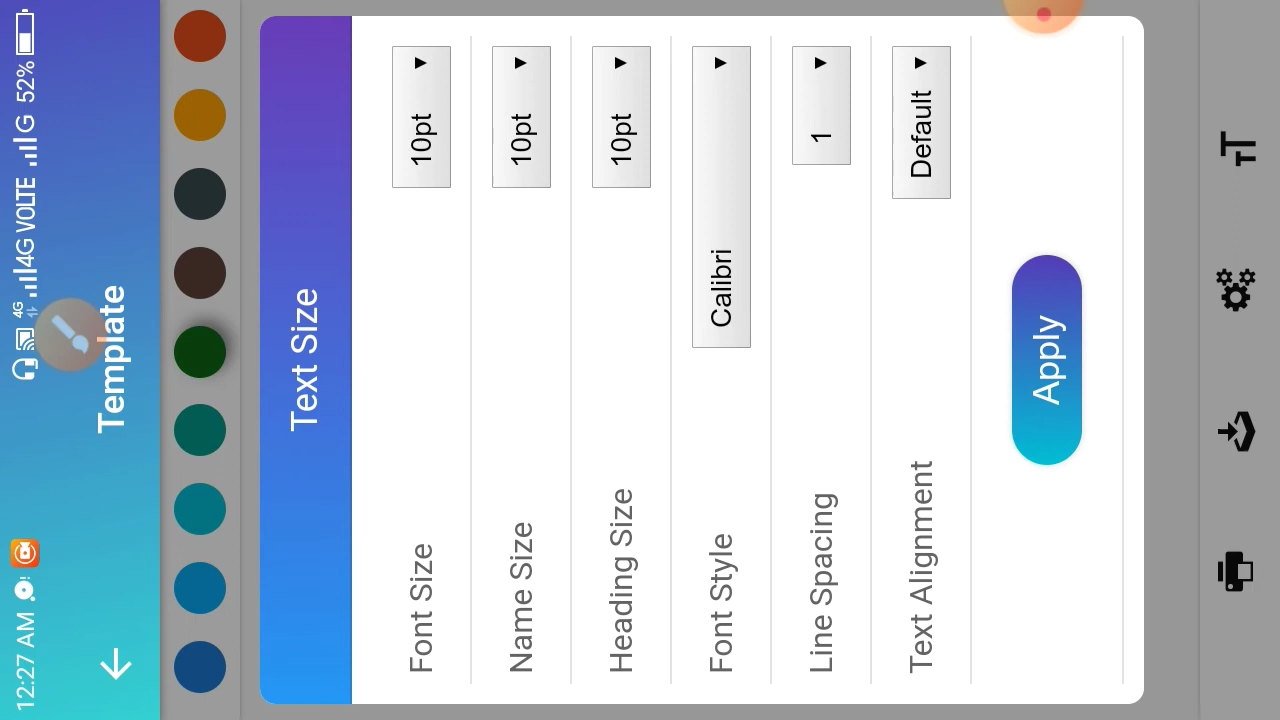 12:27 AM 4G 4G VOLTE G 52%
Template
Text Size
Font Size 10pt
Name Size 10pt
Heading Size 10pt
Font Style Calibri
Line Spacing 1
Text Alignment Default
Apply